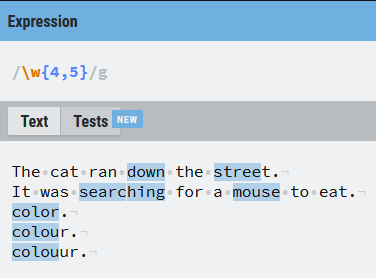 Expression
/\w{4,5}/g
Text Tests NEW
The·cat·ran·down·the·street.¬
It·was·searching·for·a·mouse·to·eat.¬
color.¬
colour.¬
colouur.¬